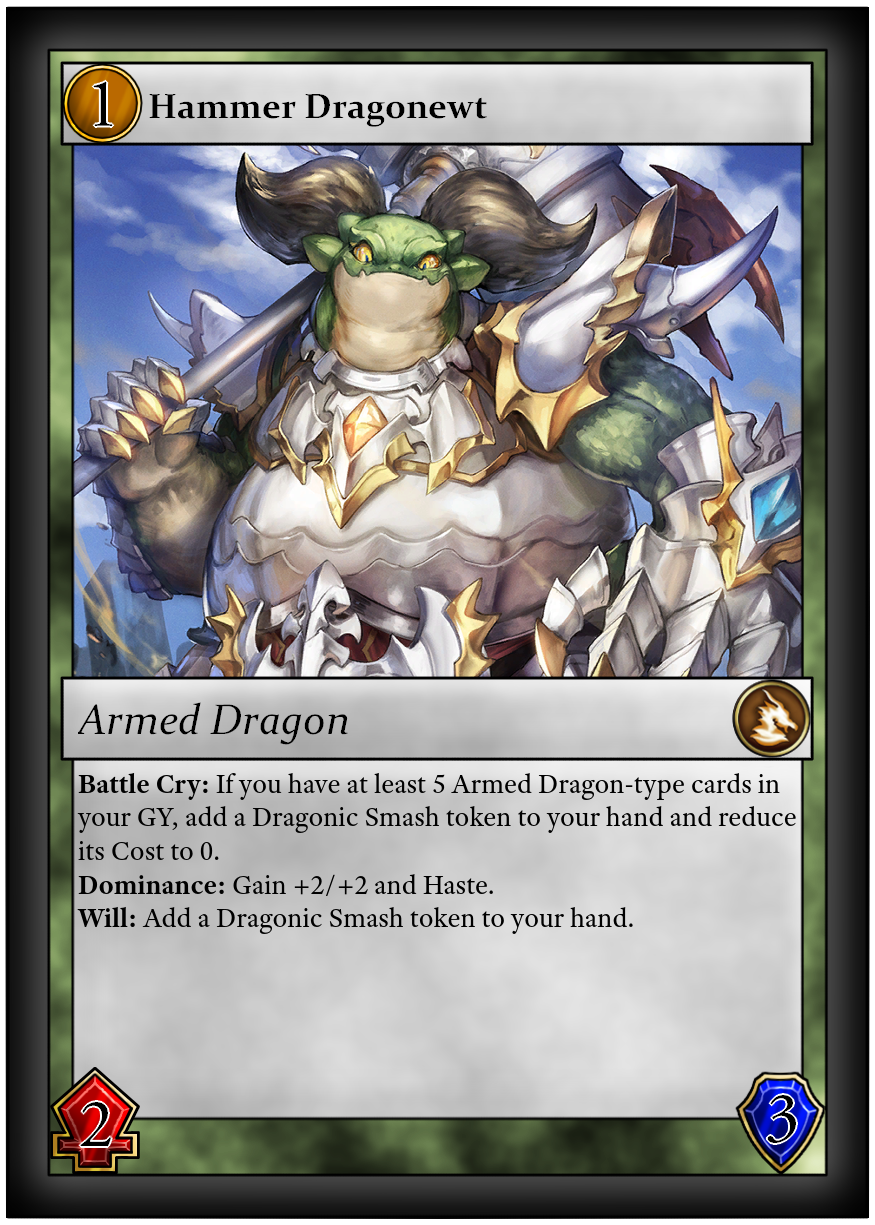 1
Hammer Dragonewt
Armed Dragon
Battle Cry: If you have at least 5 Armed Dragon-type cards in
your GY, add a Dragonic Smash token to your hand and reduce
its Cost to 0.
Dominance: Gain +2/+2 and Haste.
Will: Add a Dragonic Smash token to your hand.
2
3